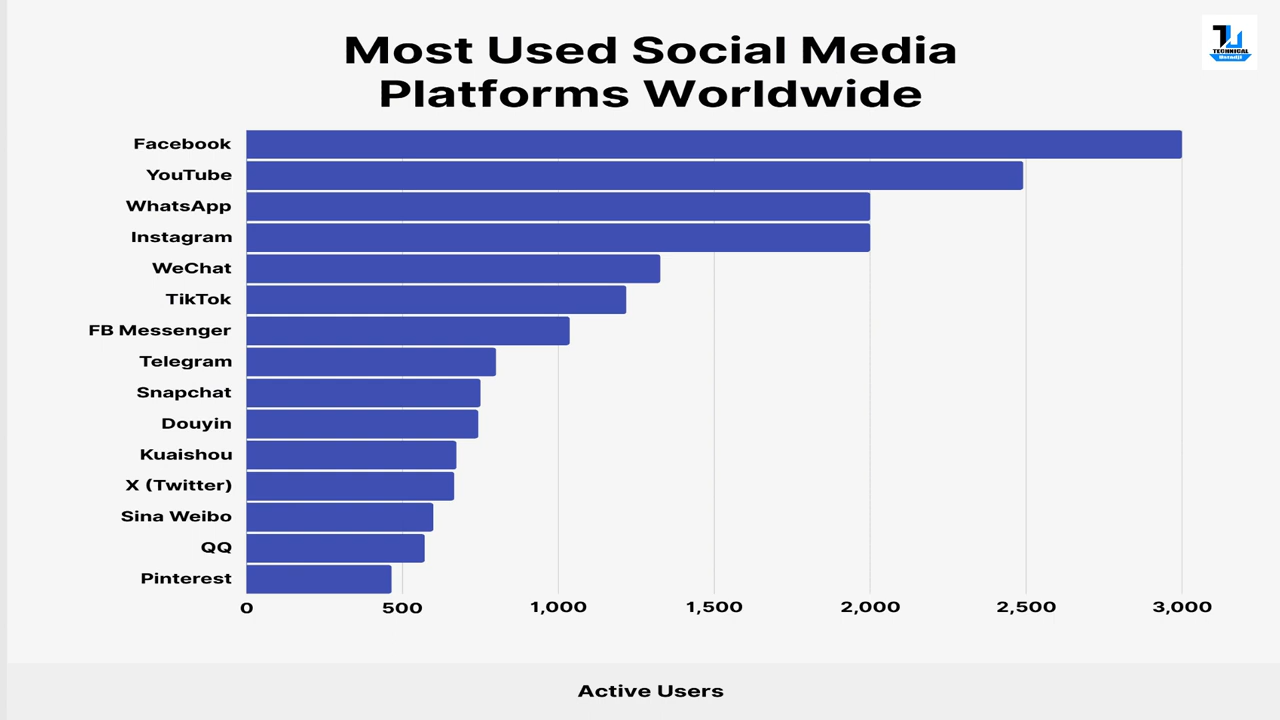 Most Used Social Media
Platforms Worldwide
TECHNICAL
Facebook
YouTube
WhatsApp
Instagram
WeChat
TikTok
FB Messenger
Telegram
Snapchat
Douyin
Kuaishou
X (Twitter)
Sina Weibo
QQ
Pinterest
0 500 1,000 1,500 2,000 2,500 3,000
Active Users